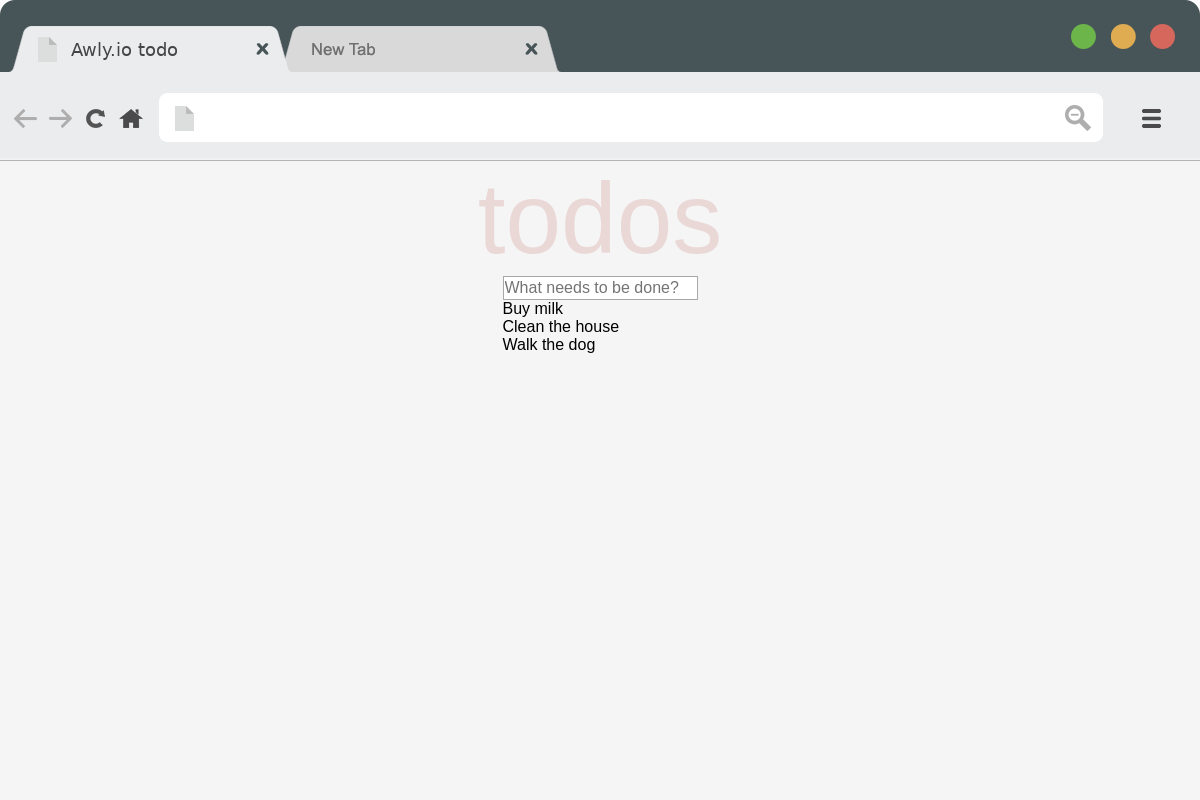 Awly.io todo
New Tab
todos
What needs to be done?
Buy milk
Clean the house
Walk the dog